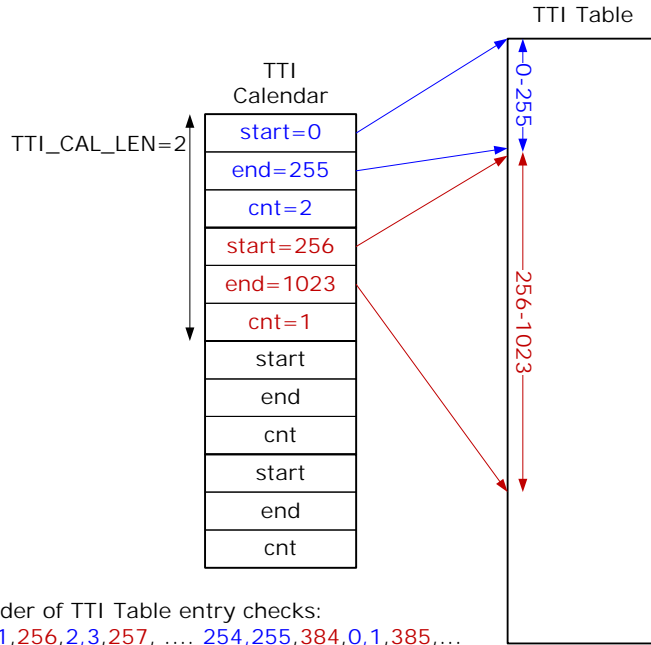 TTI Table
TTI
Calendar
TTI_CAL_LEN=2
start=0
end=255
cnt=2
start=256
end=1023
cnt=1
start
end
cnt
start
end
cnt
0-255
256-1023
der of TTI Table entry checks:
1,256,2,3,257, .... 254,255,384,0,1,385,...